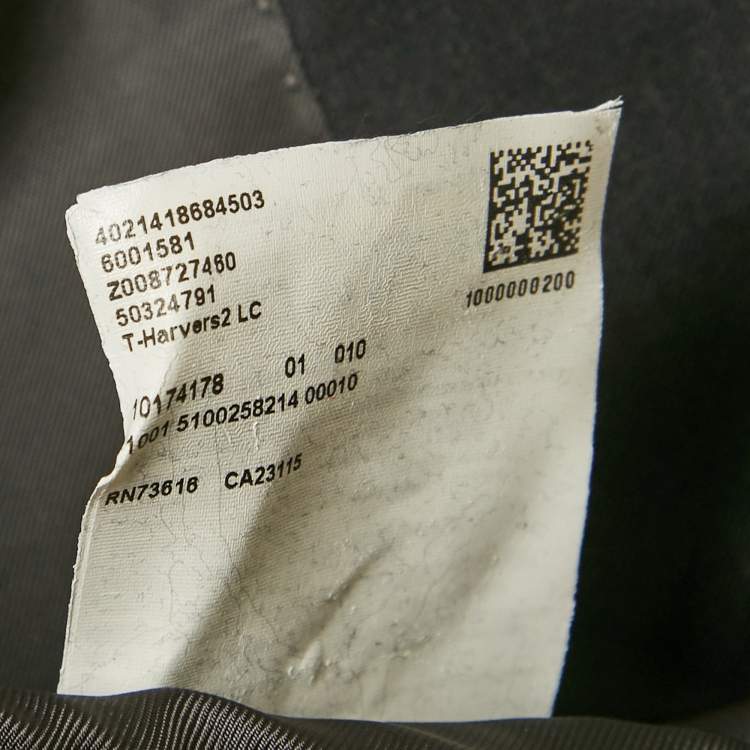 4021418684503
6001581
Z008727460
50324791
T-Harvers2 LC
1000000200
10174178 01 010
1001 5100258214 00010
RN73616 CA23115